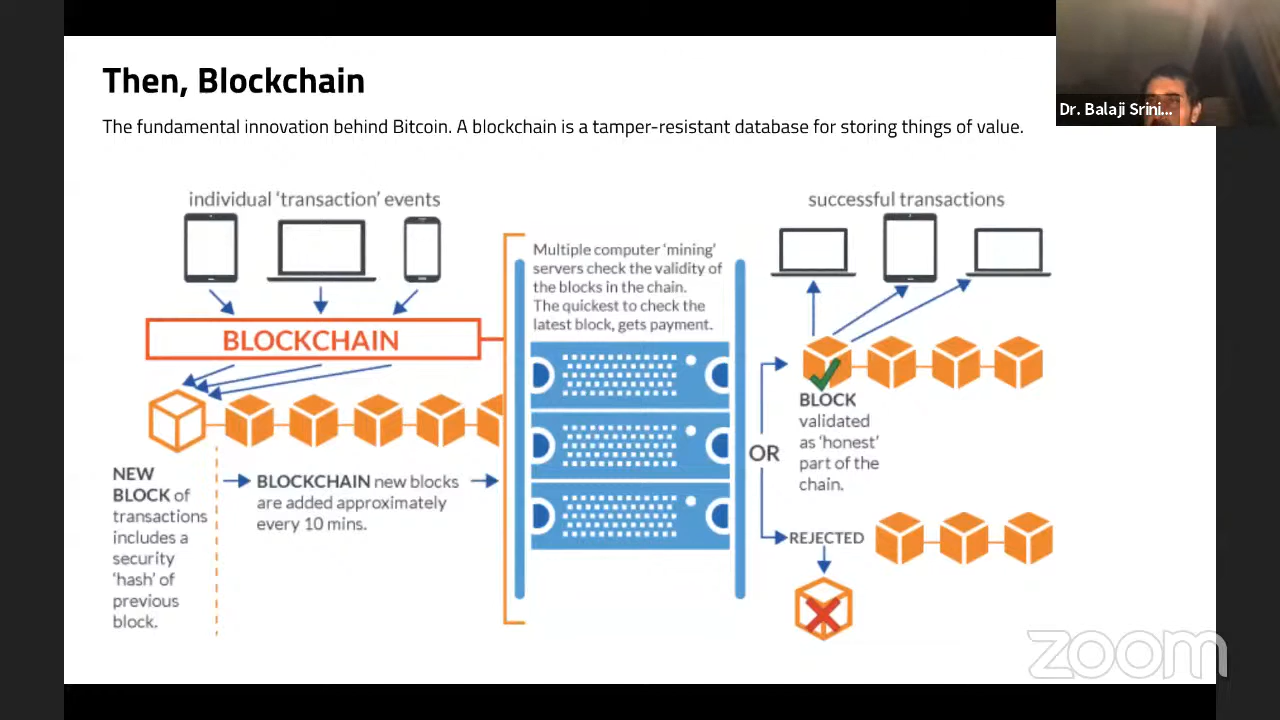 Then, Blockchain
The fundamental innovation behind Bitcoin. A blockchain is a tamper-resistant database for storing things of value.
Dr. Balaji Srini...
individual ‘transaction’ events
BLOCKCHAIN
NEW
BLOCK of
transactions
includes a
security
‘hash’ of
previous
block.
BLOCKCHAIN new blocks
are added approximately
every 10 mins.
Multiple computer ‘mining’
servers check the validity of
the blocks in the chain.
The quickest to check the
latest block, gets payment.
OR
successful transactions
BLOCK
validated
as ‘honest’
part of the
chain.
REJECTED
zoom